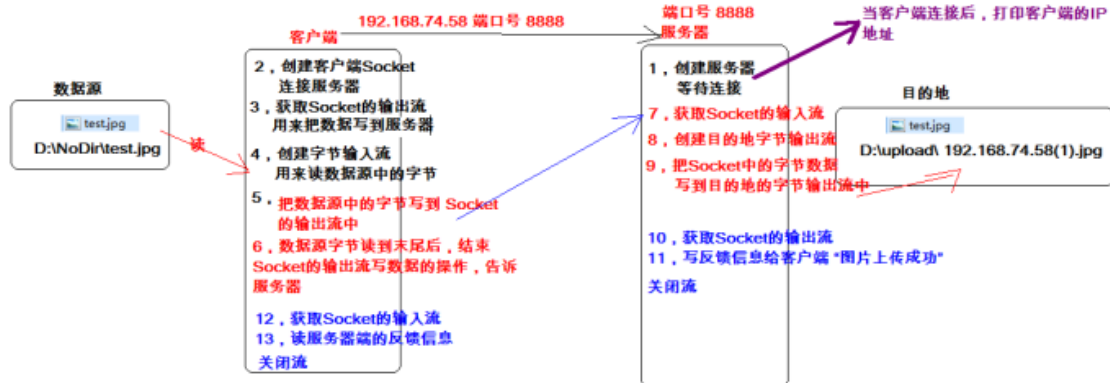 192.168.74.58 端口号 8888
端口号 8888
服务器
当客户端连接后，打印客户端的IP
地址
客户端
数据源
test.jpg
D:\NoDir\test.jpg
读
2，创建客户端Socket
连接服务器
3，获取Socket的输出流
用来把数据写到服务器
4，创建字节输入流
用来读数据源中的字节
5，把数据源中的字节写到 Socket
的输出流中
6，数据源字节读到末尾后，结束
Socket的输出流写数据的操作，告诉
服务器
12，获取Socket的输入流
13，读服务器端的反馈信息
关闭流
1，创建服务器
等待连接
7，获取Socket的输入流
8，创建目的地字节输出流
9，把Socket中的字节数据
写到目的地的字节输出流中
10，获取Socket的输出流
11，写反馈信息给客户端 “图片上传成功”
关闭流
目的地
test.jpg
D:\upload\ 192.168.74.58(1).jpg